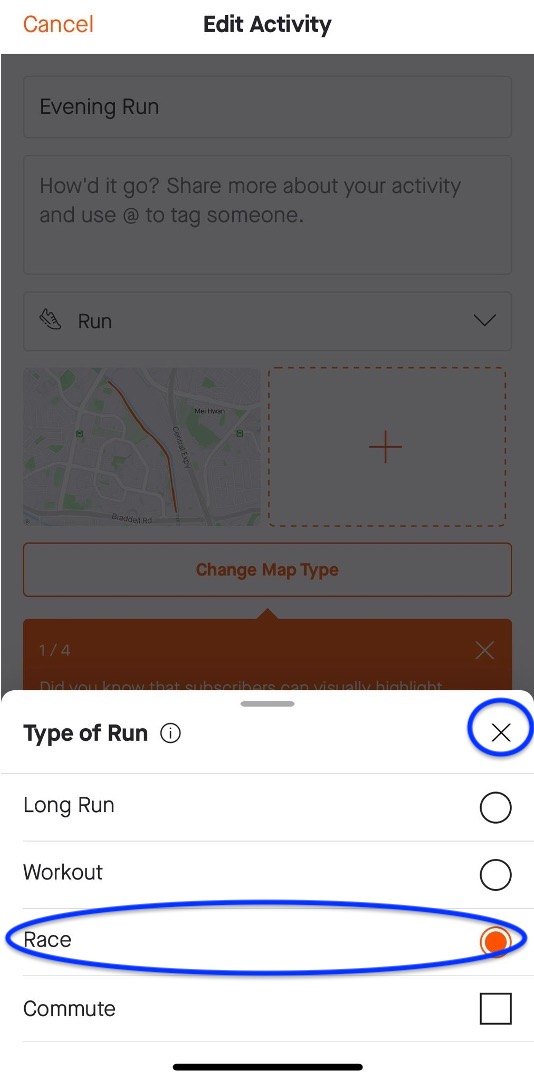 Cancel
Edit Activity
Evening Run
How'd it go? Share more about your activity
and use @ to tag someone.
Run
Mei Hwan
Central Expy
Braddell Rd
Change Map Type
1 / 4
Did you know that subscribers can visually highlight
Type of Run
Long Run
Workout
Race
Commute